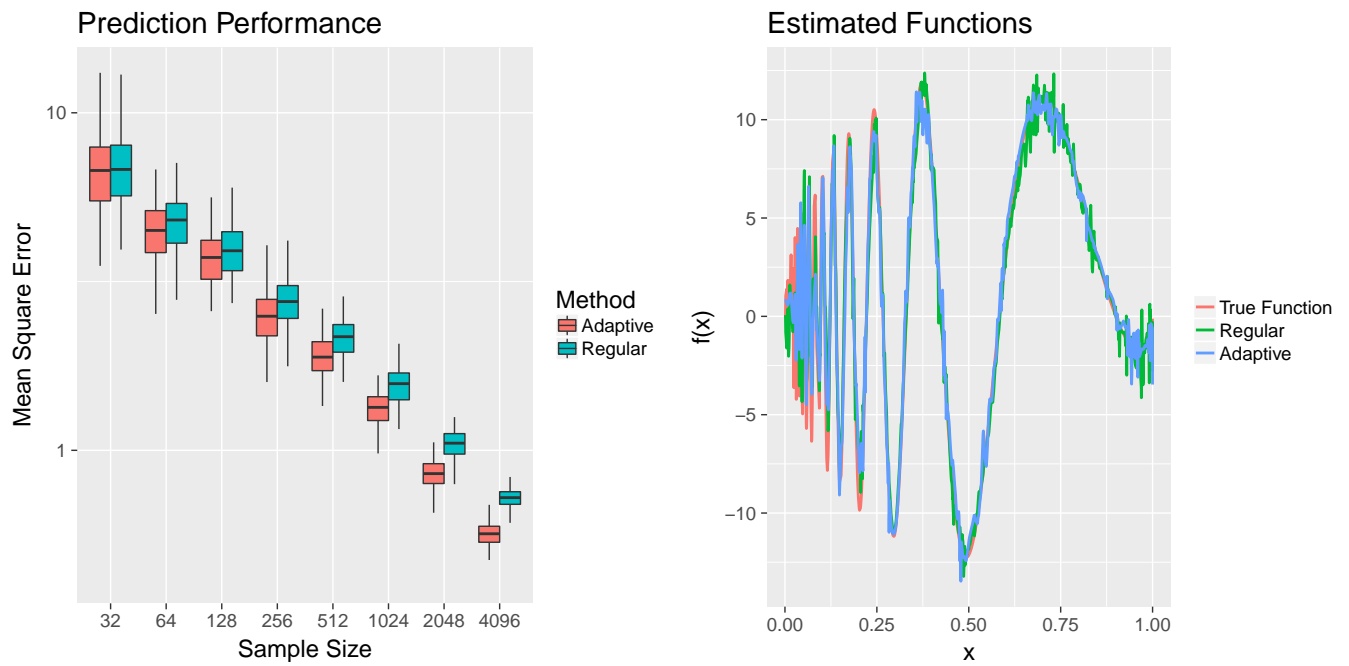 Prediction Performance
Mean Square Error
10
1
32 64 128 256 512 1024 2048 4096
Sample Size
Method
Adaptive
Regular
Estimated Functions
f(x)
10
5
0
−5
−10
0.00 0.25 0.50 0.75 1.00
x
True Function
Regular
Adaptive